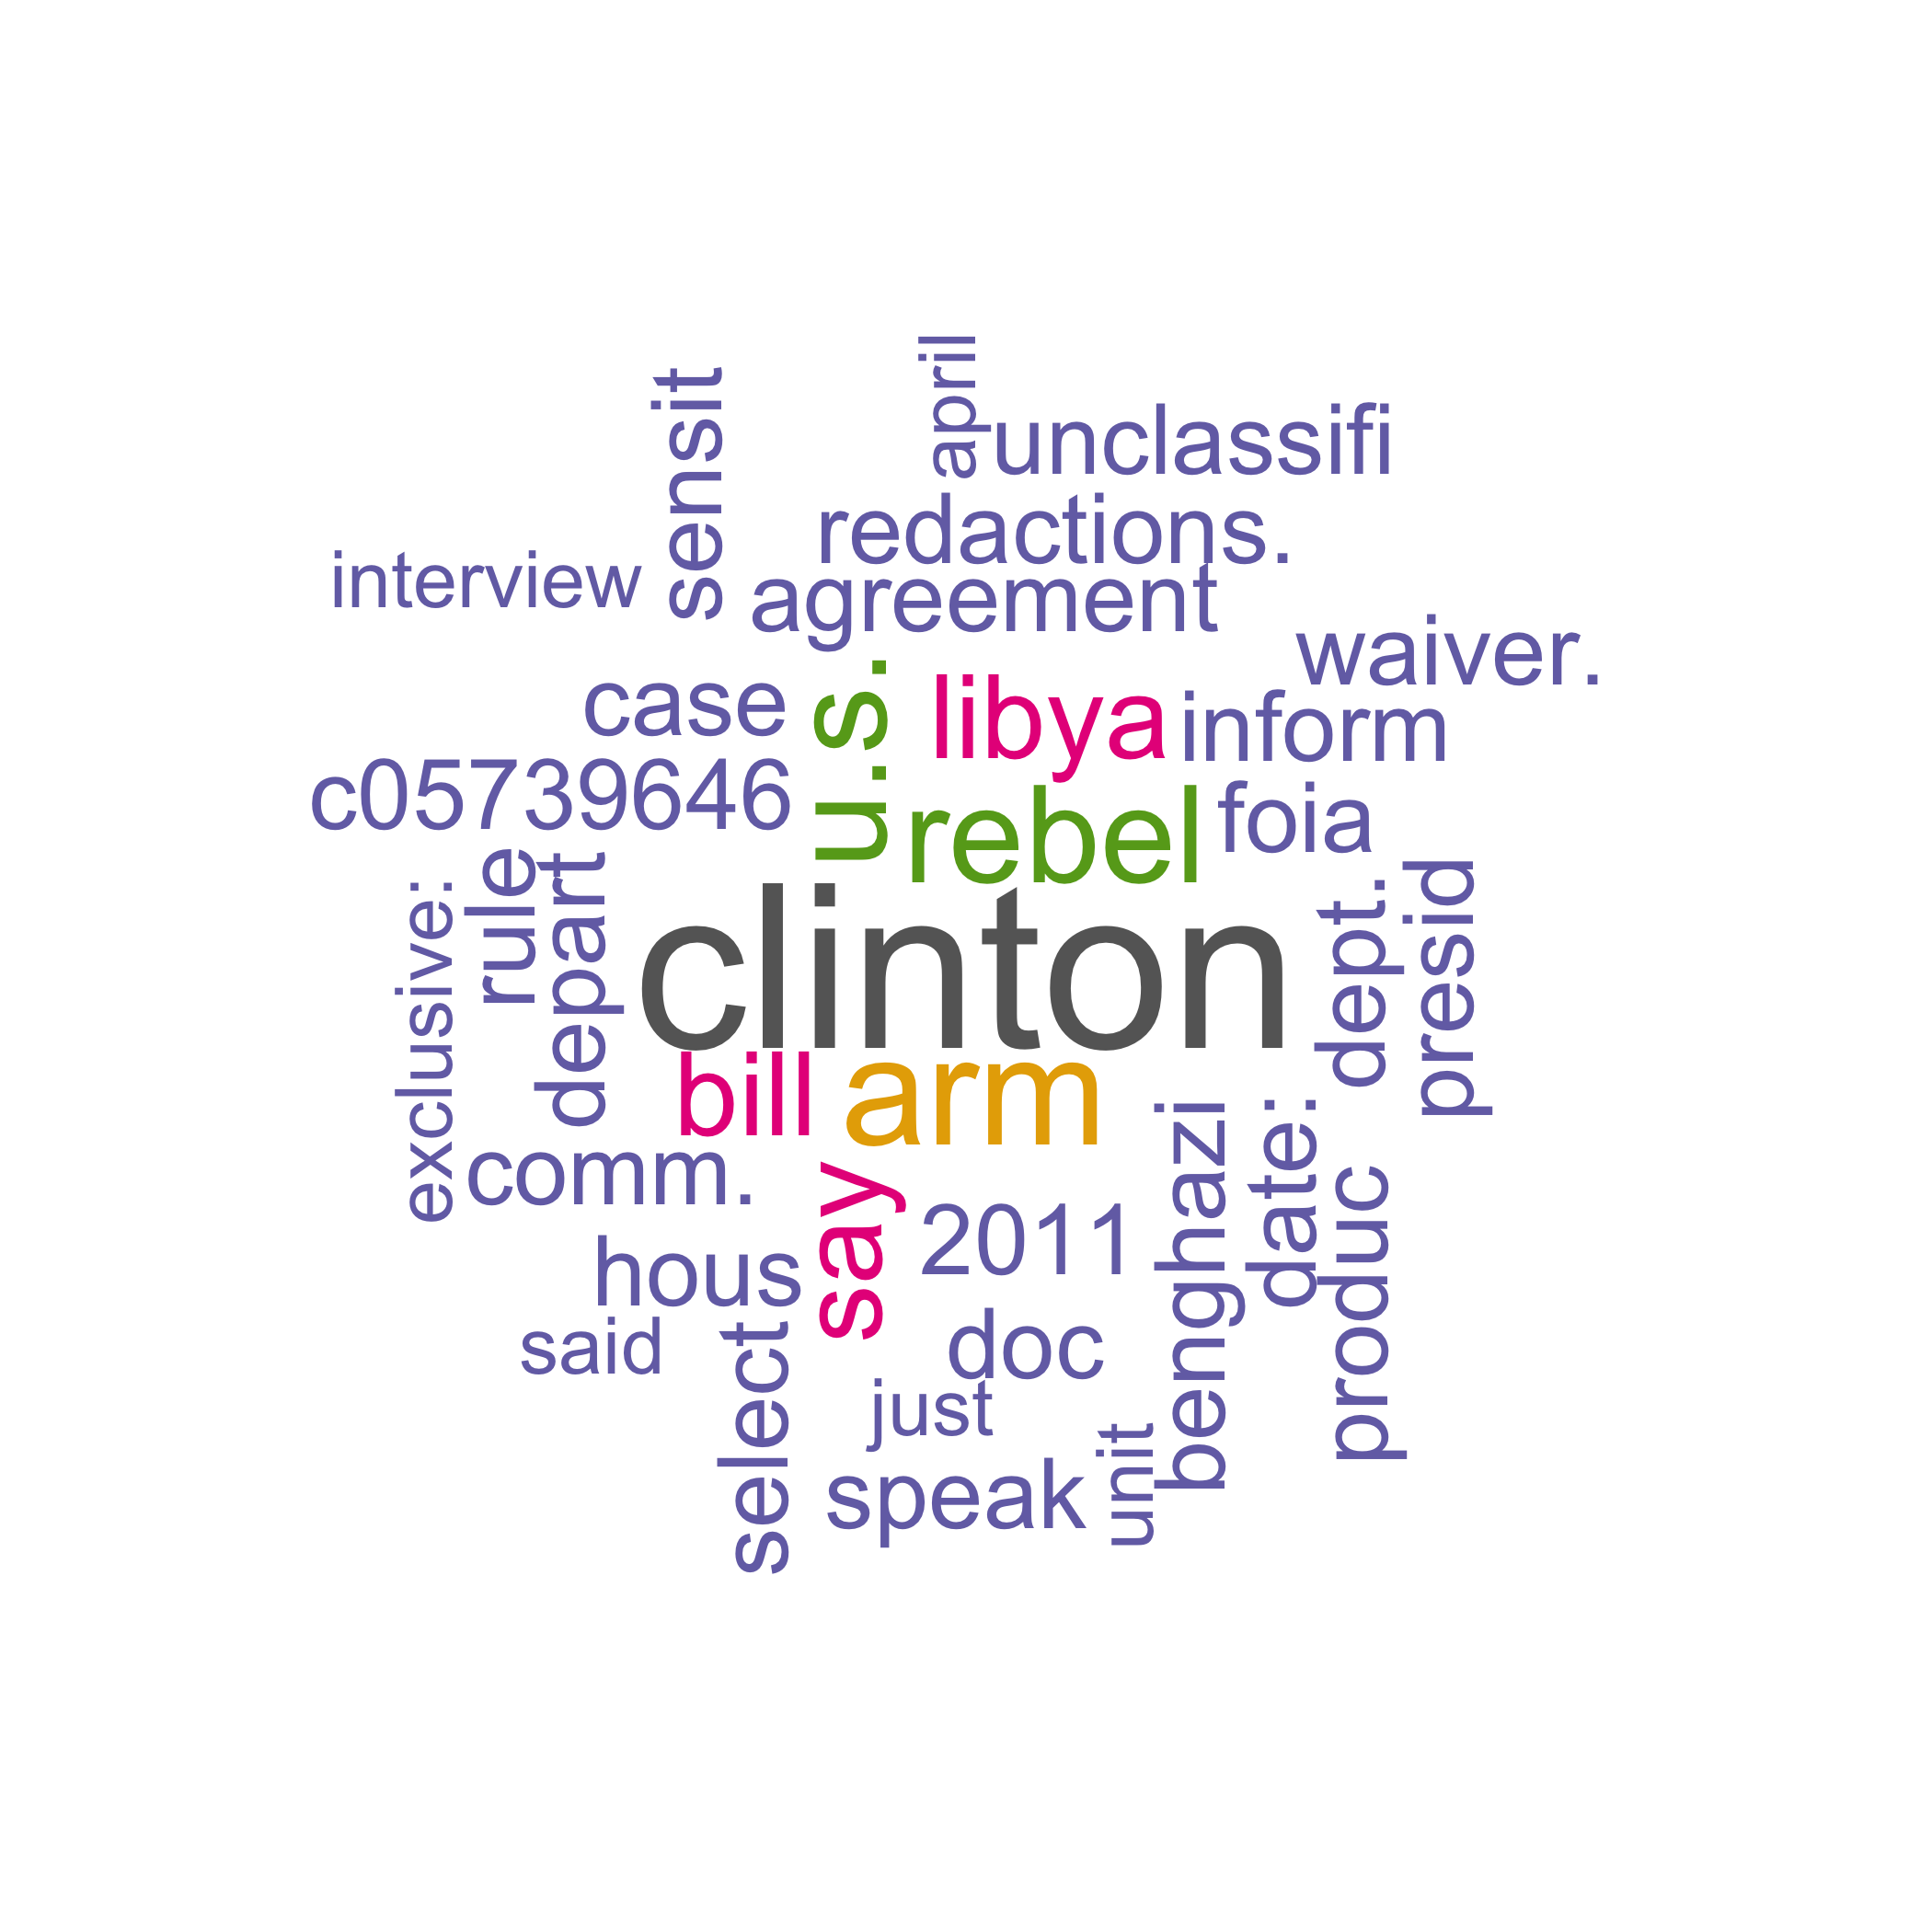 april
sensit
unclassifi
redactions.
interview
agreement
waiver.
case
u.s.
libya
inform
c05739646
rebel
foia
exclusive:
rule
depart
clinton
dept.
presid
bill
arm
comm.
say
2011
benghazi
date:
produc
hous
said
select
doc
just
speak
unit